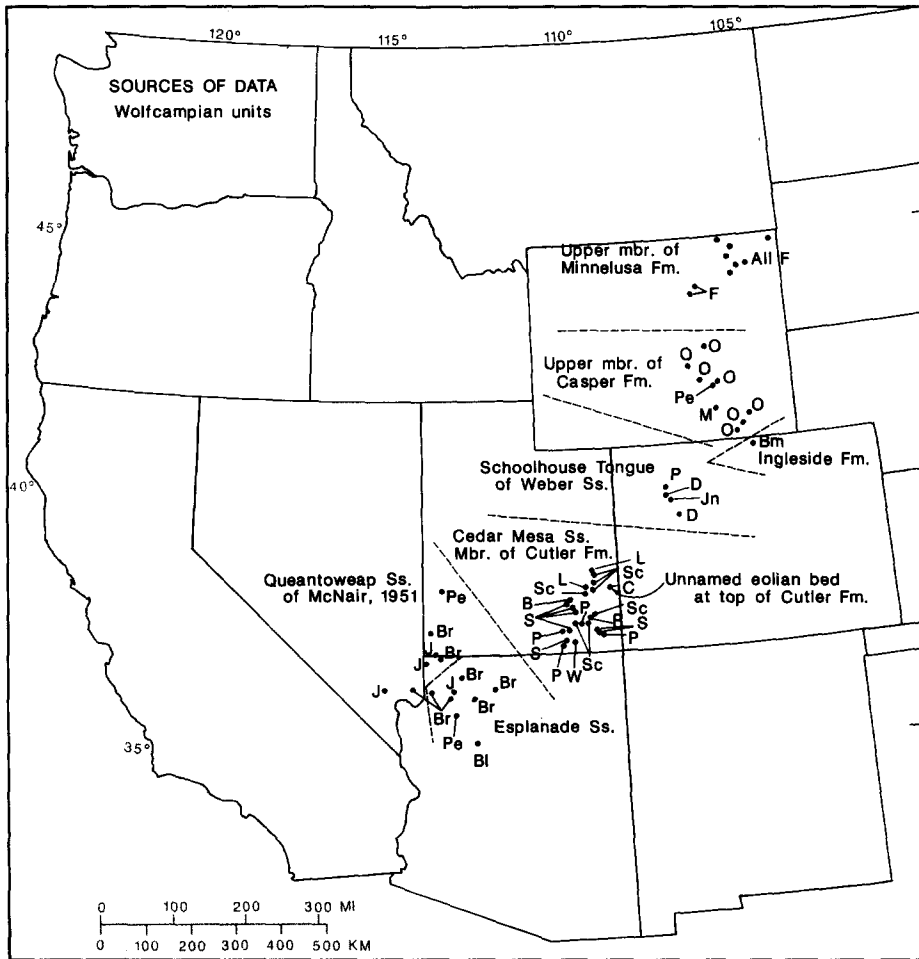 120°
115°
110°
105°
SOURCES OF DATA
Wolfcampian units
45°
Upper mbr. of
Minnelusa Fm.
All F
F
O
O
O
Upper mbr. of
Casper Fm.
O
Pe
M
O
O
O
Bm
Ingleside Fm.
40°
Schoolhouse Tongue
of Weber Ss.
P
D
Jn
D
Cedar Mesa Ss.
Mbr. of Cutler Fm.
L
Sc
L
Sc
C
Unnamed eolian bed
at top of Cutler Fm.
Queantoweap Ss.
of McNair, 1951
Pe
B
P
Sc
S
B
S
P
P
S
Sc
P
W
Br
J
Br
J
J
Br
Br
Br
Br
Esplanade Ss.
35°
Pe
Bl
0 100 200 300 MI
0 100 200 300 400 500 KM